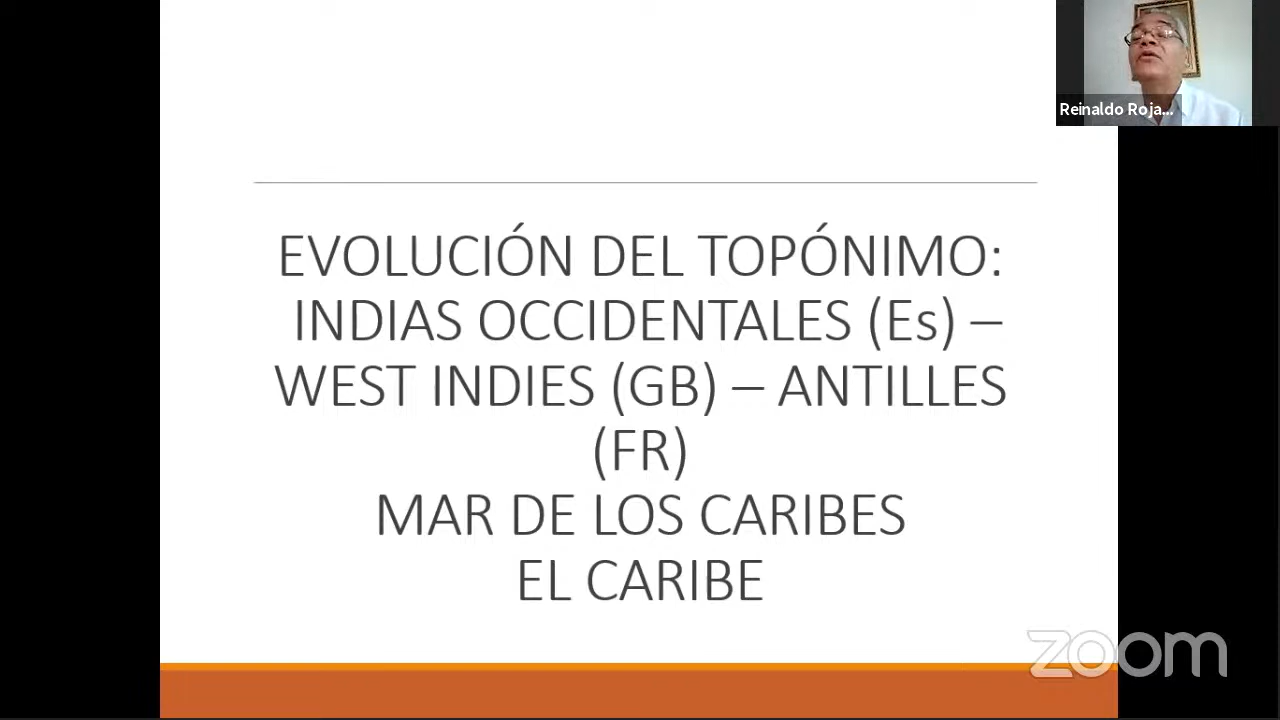 Reinaldo Roja...
EVOLUCIÓN DEL TOPÓNIMO:
INDIAS OCCIDENTALES (Es) –
WEST INDIES (GB) – ANTILLES
(FR)
MAR DE LOS CARIBES
EL CARIBE
zoom